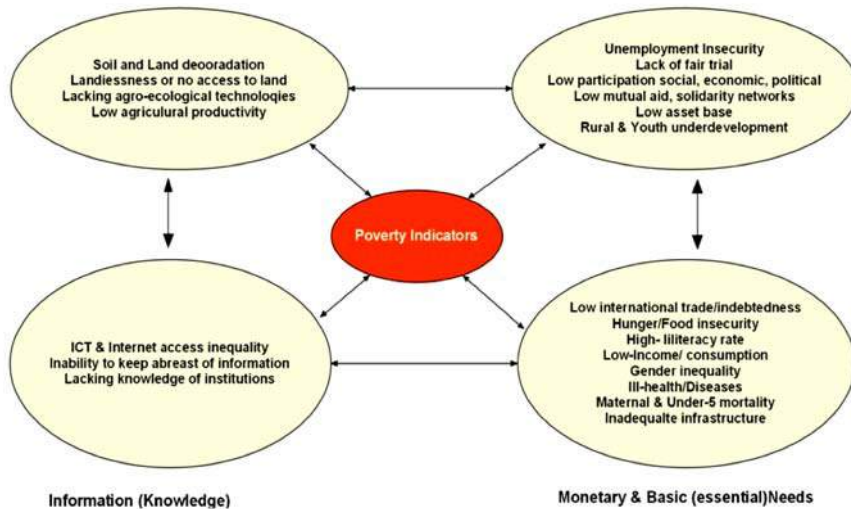 Soil and Land deooradation
Landlessness or no access to land
Lacking agro-ecological technologies
Low agriculural productivity
Unemployment Insecurity
Lack of fair trial
Low participation social, economic, political
Low mutual aid, solidarity networks
Low asset base
Rural & Youth underdevelopment
Poverty Indicators
ICT & Internet access inequality
Inability to keep abreast of information
Lacking knowledge of institutions
Low international trade/indebtedness
Hunger/Food insecurity
High- Iiliteracy rate
Low-Income/ consumption
Gender inequality
Ill-health/Diseases
Maternal & Under-5 mortality
Inadequalte infrastructure
Information (Knowledge)
Monetary & Basic (essential)Needs